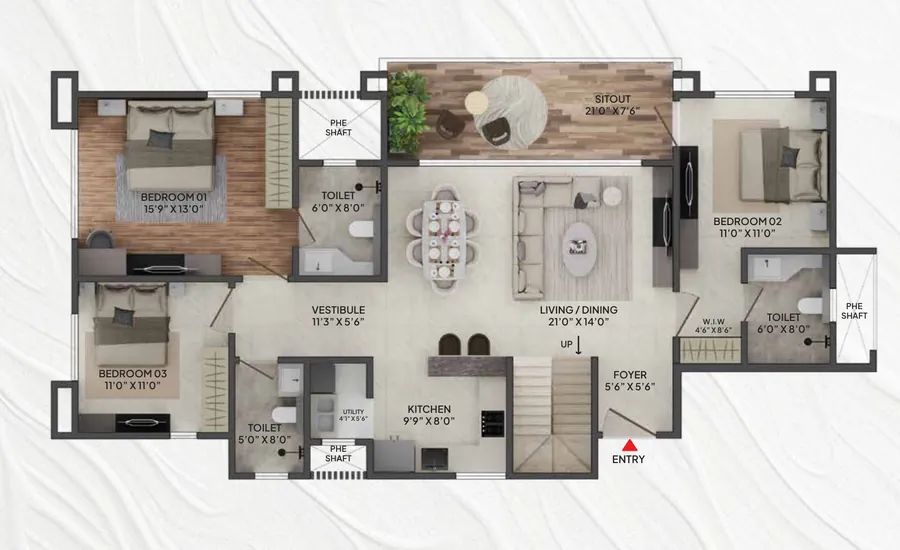 SITOUT
21'0" X 7'6"
PHE
SHAFT
BEDROOM 01
15'9" X 13'0"
TOILET
6'0" X 8'0"
BEDROOM 02
11'0" X 11'0"
VESTIBULE
11'3" X 5'6"
LIVING / DINING
21'0" X 14'0"
UP
W.I.W
4'6" X 8'6"
TOILET
6'0" X 8'0"
PHE
SHAFT
BEDROOM 03
11'0" X 11'0"
FOYER
5'6" X 5'6"
UTILITY
4'1" X 5'6"
KITCHEN
9'9" X 8'0"
TOILET
5'0" X 8'0"
PHE
SHAFT
ENTRY